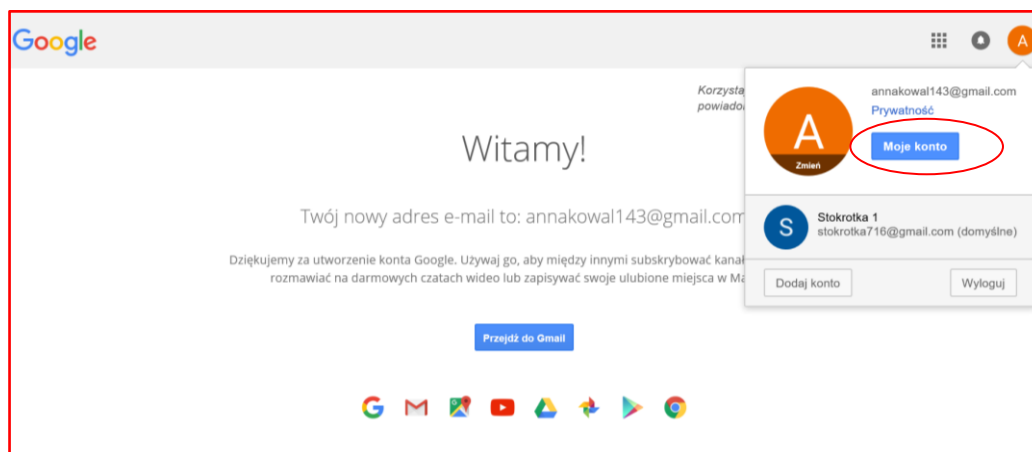 Google
A
Korzysta
powiado
Witamy!
Twój nowy adres e-mail to: annakowal143@gmail.com
Dziękujemy za utworzenie konta Google. Używaj go, aby między innymi subskrybować kanał
rozmawiać na darmowych czatach wideo lub zapisywać swoje ulubione miejsca w Ma
Przejdź do Gmail
annakowal143@gmail.com
Prywatność
A
Zmień
Moje konto
S
Stokrotka 1
stokrotka716@gmail.com (domyślne)
Dodaj konto
Wyloguj